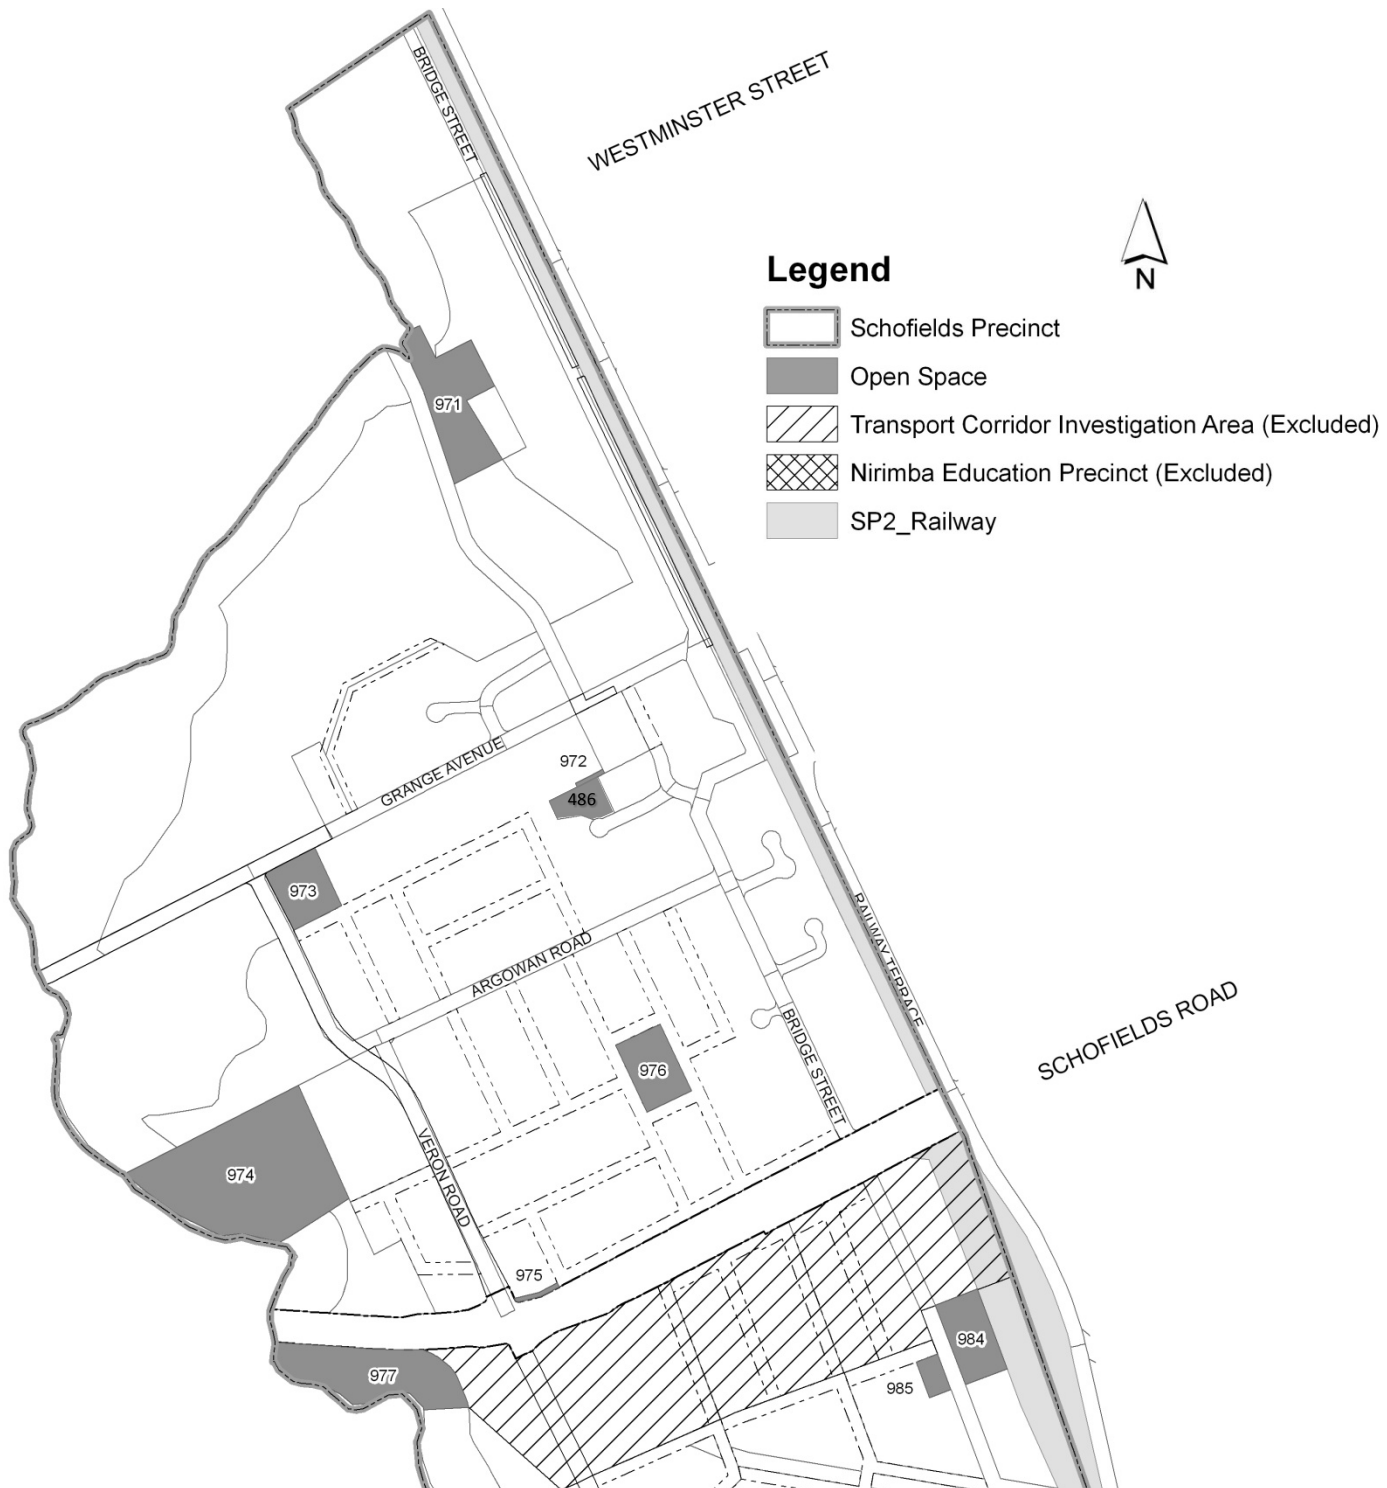 BRIDGE STREET
WESTMINSTER STREET
N
Legend
Schofields Precinct
Open Space
Transport Corridor Investigation Area (Excluded)
Nirimba Education Precinct (Excluded)
SP2_Railway
971
GRANGE AVENUE
972
486
973
ARGOWAN ROAD
RAILWAY TERRACE
SCHOFIELDS ROAD
BRIDGE STREET
976
VERON ROAD
974
975
977
984
985